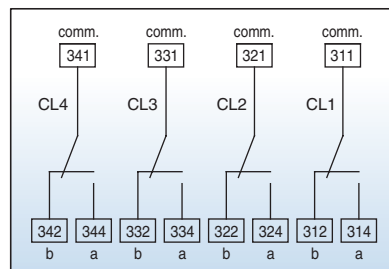 comm. comm. comm. comm.
341 331 321 311
CL4 CL3 CL2 CL1
342 344 332 334 322 324 312 314
b a b a b a b a